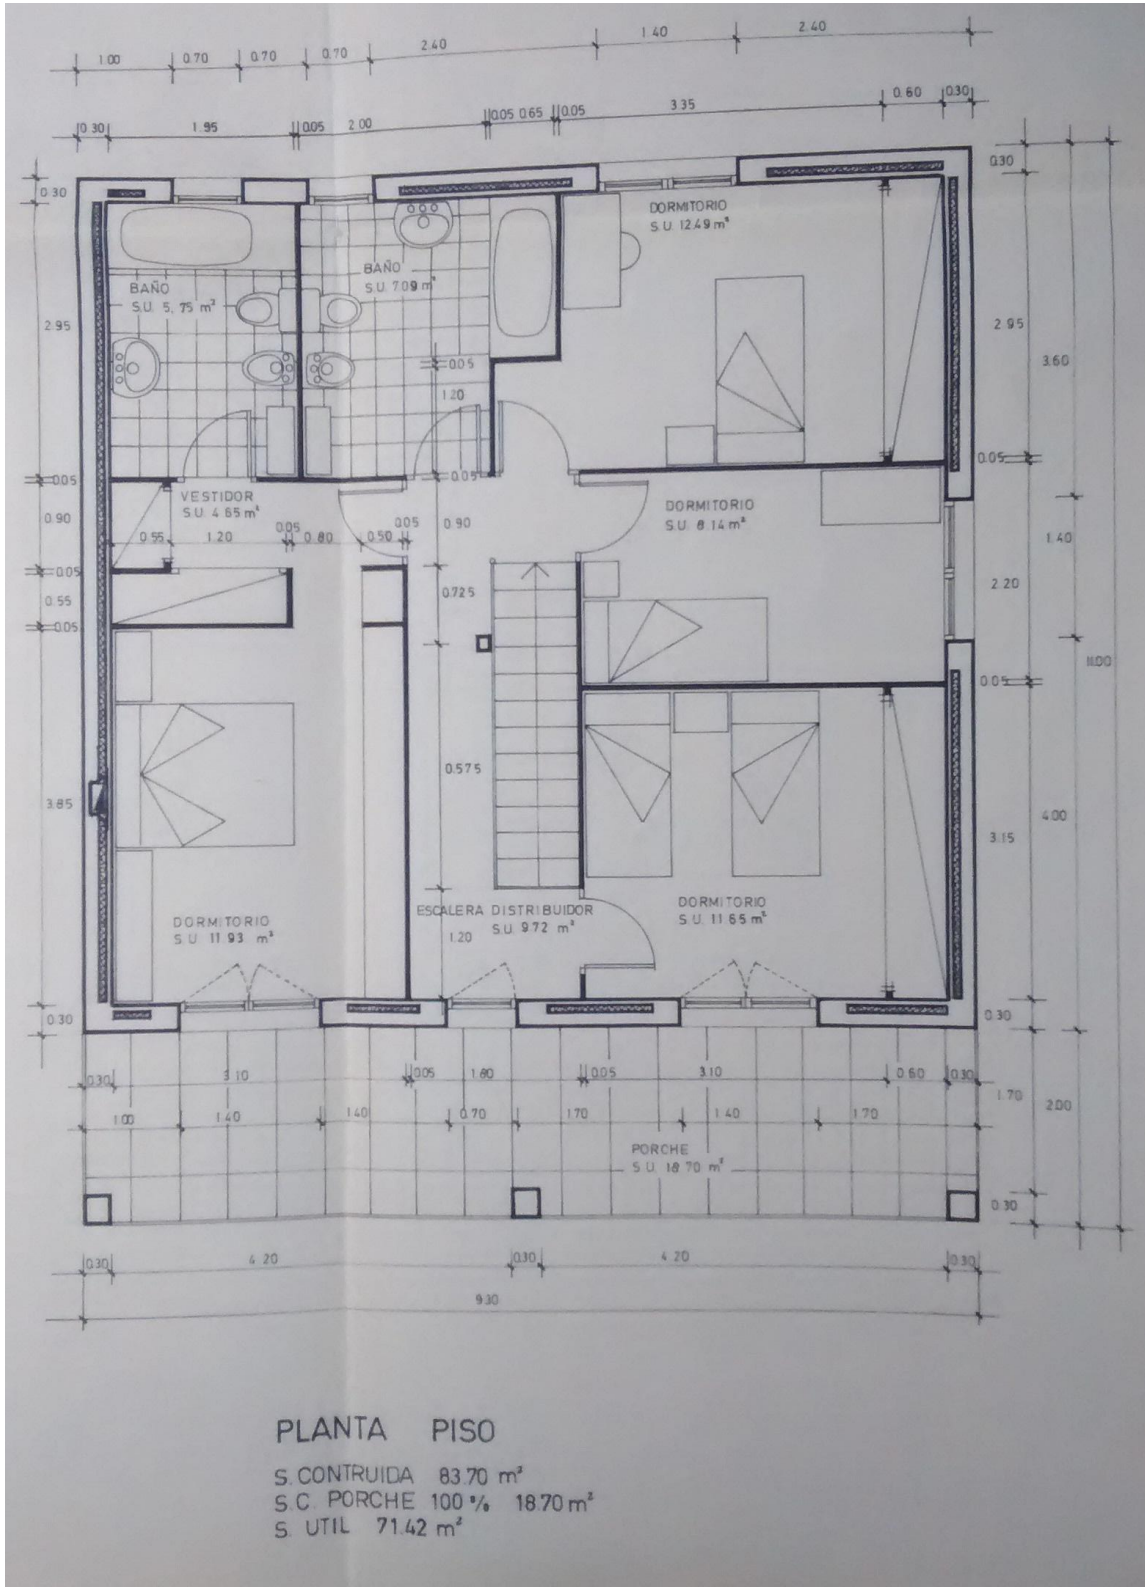 1.00 0.70 0.70 0.70 2.40 1.40 2.40
0.30 1.95 0.05 2.00 0.05 0.65 0.05 3.35 0.60 0.30
0.30
0.30
DORMITORIO
S.U. 12.49 m²
BAÑO
S.U. 7.09 m²
BAÑO
S.U. 5,75 m²
2.95
2.95
3.60
0.05
1.20
0.05
0.05
0.05
VESTIDOR
S.U. 4.65 m²
DORMITORIO
S.U. 8.14 m²
0.90
0.90
0.55 1.20 0.05 0.80 0.50 0.05
1.40
0.05
0.55
0.05
0.725
2.20
11.00
0.05
0.575
3.85
4.00
3.15
DORMITORIO
S.U. 11.93 m²
ESCALERA DISTRIBUIDOR
S.U. 9.72 m²
DORMITORIO
S.U. 11.65 m²
1.20
0.30
0.30
0.30 3.10 0.05 1.80 0.05 3.10 0.60 0.30
1.70
2.00
1.00 1.40 1.40 0.70 1.70 1.40 1.70
PORCHE
S.U. 18.70 m²
0.30
0.30 4.20 0.30 4.20 0.30
9.30
PLANTA PISO
S. CONTRUIDA 83.70 m²
S.C. PORCHE 100 % 18.70 m²
S. UTIL 71.42 m²